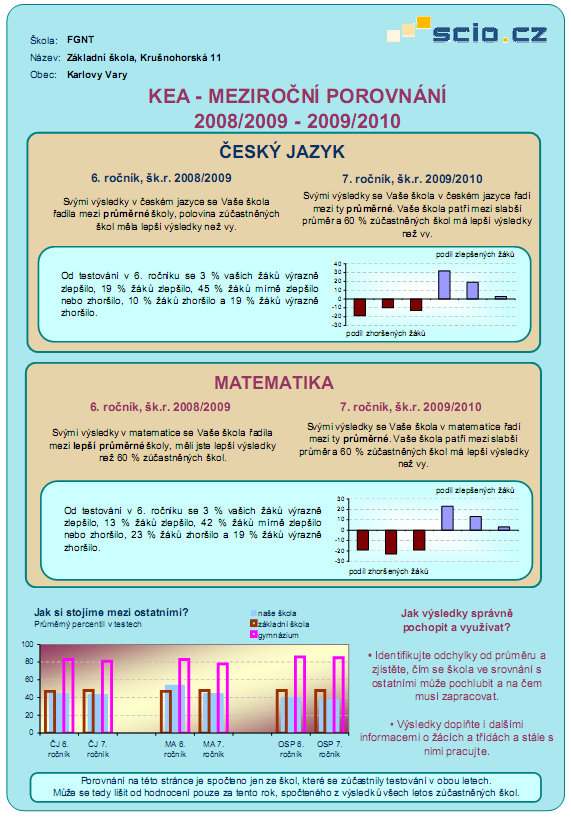 Škola: FGNT
Název: Základní škola, Krušnohorská 11
Obec: Karlovy Vary
scio.cz
KEA - MEZIROČNÍ POROVNÁNÍ
2008/2009 - 2009/2010
ČESKÝ JAZYK
6. ročník, šk.r. 2008/2009
Svými výsledky v českém jazyce se Vaše škola
řadila mezi průměrné školy, polovina zúčastněných
škol měla lepší výsledky než vy.
7. ročník, šk.r. 2009/2010
Svými výsledky se Vaše škola v českém jazyce řadí
mezi ty průměrné. Vaše škola patří mezi slabší
průměr a 60 % zúčastněných škol má lepší výsledky
než vy.
Od testování v 6. ročníku se 3 % vašich žáků výrazně
zlepšilo, 19 % žáků zlepšilo, 45 % žáků mírně zlepšilo
nebo zhoršilo, 10 % žáků zhoršilo a 19 % žáků výrazně
zhoršilo.
podíl zlepšených žáků
40
30
20
10
0
-10
-20
-30
podíl zhoršených žáků
MATEMATIKA
6. ročník, šk.r. 2008/2009
Svými výsledky v matematice se Vaše škola řadila
mezi lepší průměrné školy, měli jste lepší výsledky
než 60 % zúčastněných škol.
7. ročník, šk.r. 2009/2010
Svými výsledky se Vaše škola v matematice řadí
mezi ty průměrné. Vaše škola patří mezi slabší
průměr a 60 % zúčastněných škol má lepší výsledky
než vy.
Od testování v 6. ročníku se 3 % vašich žáků výrazně
zlepšilo, 13 % žáků zlepšilo, 42 % žáků mírně zlepšilo
nebo zhoršilo, 23 % žáků zhoršilo a 19 % žáků výrazně
zhoršilo.
podíl zlepšených žáků
30
20
10
0
-10
-20
-30
podíl zhoršených žáků
Jak si stojíme mezi ostatními?
Průměrný percentil v testech
naše škola
základní škola
gymnázium
100
80
60
40
20
0
ČJ 6. ročník
ČJ 7. ročník
MA 6. ročník
MA 7. ročník
OSP 6. ročník
OSP 7. ročník
Jak výsledky správně
pochopit a využívat?
• Identifikujte odchylky od průměru a
zjistěte, čím se škola ve srovnání s
ostatními může pochlubit a na čem
musí zapracovat.
• Výsledky doplňte i dalšími
informacemi o žácích a třídách a stále s
nimi pracujte.
Porovnání na této stránce je spočteno jen ze škol, které se zúčastnily testování v obou letech.
Může se tedy lišit od hodnocení pouze za tento rok, spočteného z výsledků všech letos zúčastněných škol.